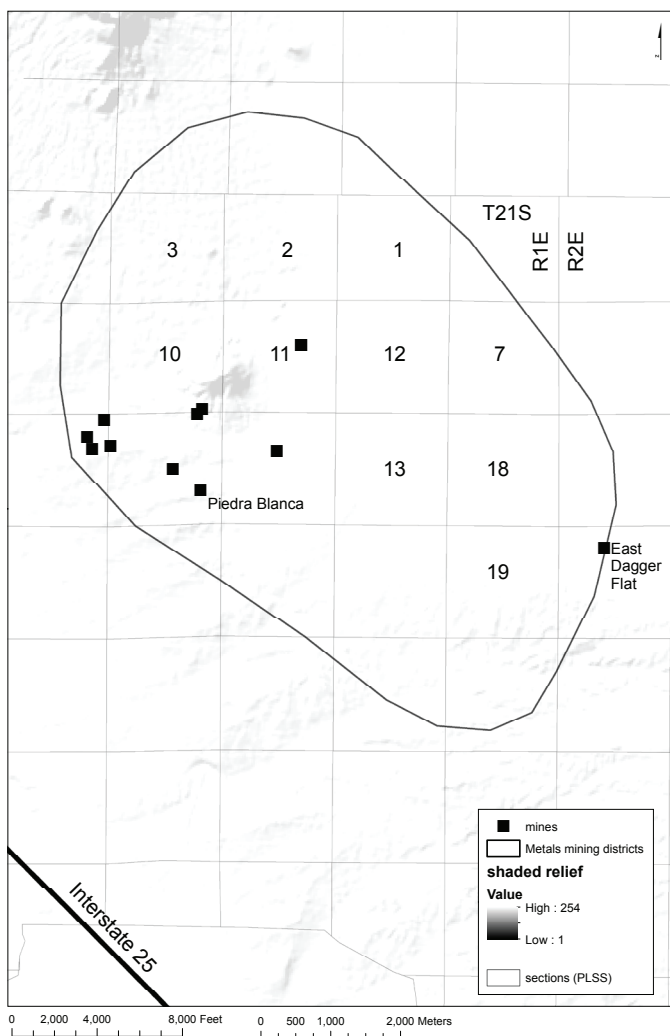 N
T21S
3
2
1
R1E
R2E
10
11
12
7
13
18
Piedra Blanca
East
Dagger
Flat
19
mines
Metals mining districts
shaded relief
Value
High : 254
Low : 1
sections (PLSS)
Interstate 25
0 2,000 4,000 8,000 Feet
0 500 1,000 2,000 Meters